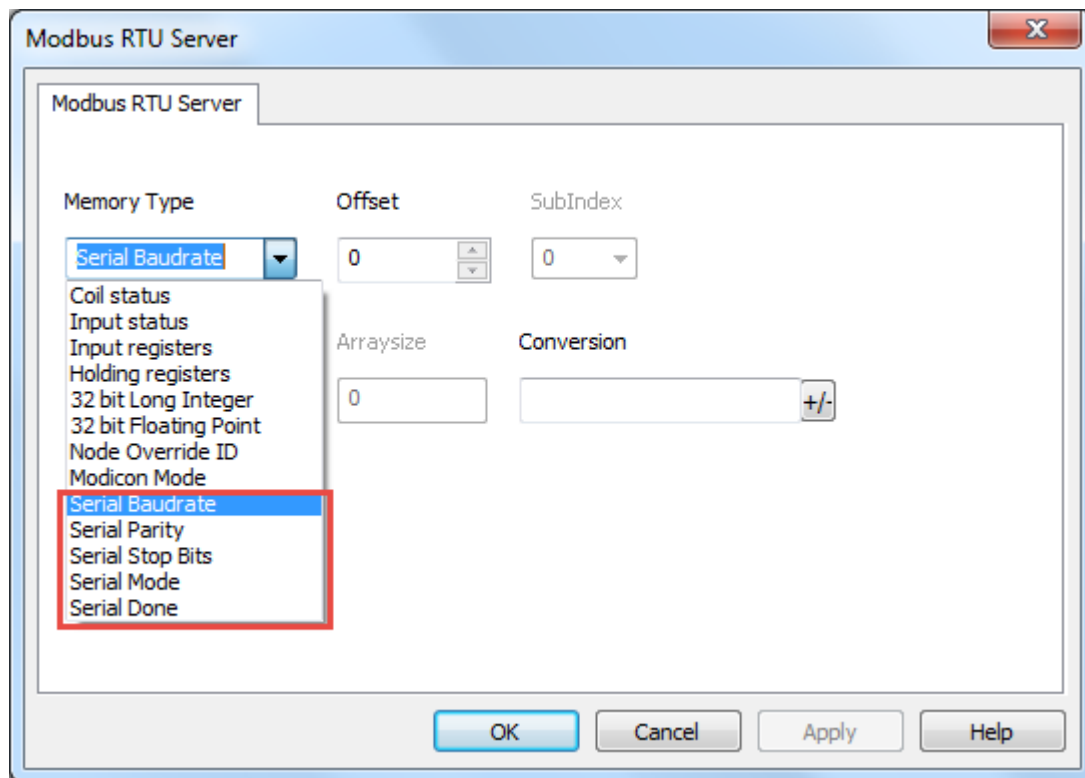 Modbus RTU Server
x
Modbus RTU Server
Memory Type Offset SubIndex
Serial Baudrate 0 0
Coil status
Input status
Input registers
Holding registers
32 bit Long Integer
32 bit Floating Point
Node Override ID
Modicon Mode
Serial Baudrate
Serial Parity
Serial Stop Bits
Serial Mode
Serial Done
Arraysize Conversion
0 +/-
OK Cancel Apply Help